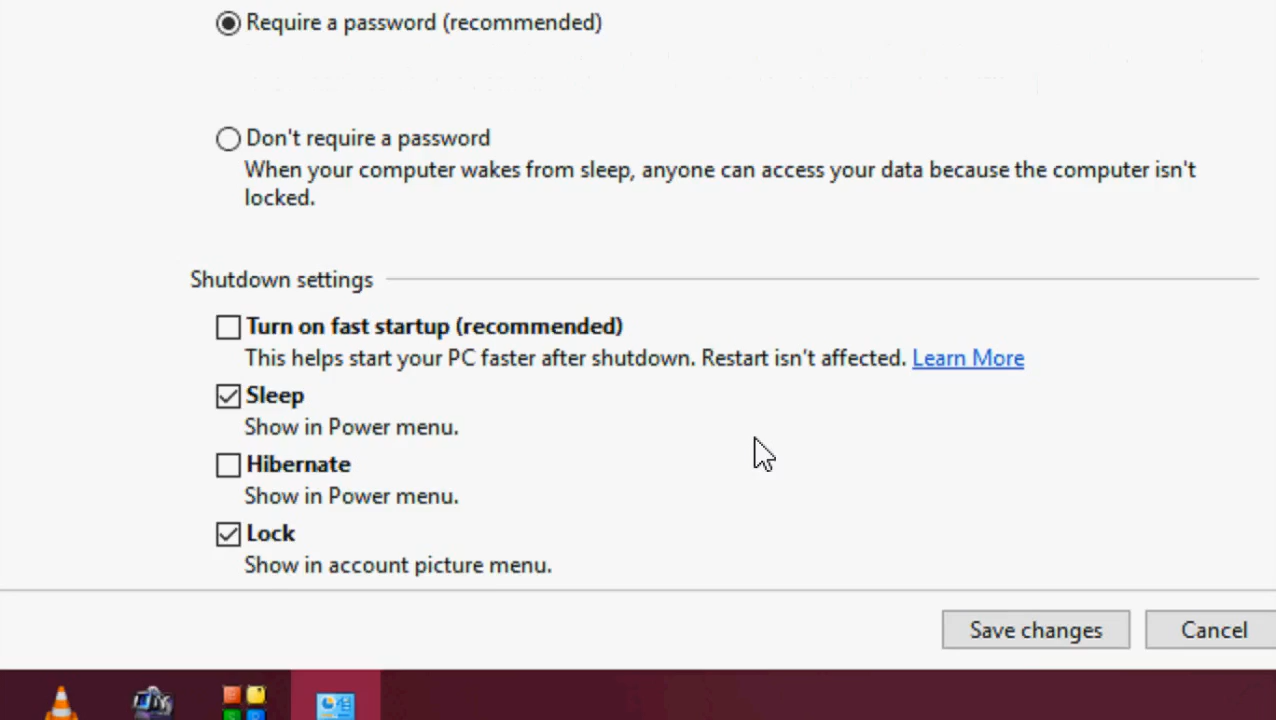 Require a password (recommended)
Don't require a password
When your computer wakes from sleep, anyone can access your data because the computer isn't
locked.
Shutdown settings
Turn on fast startup (recommended)
This helps start your PC faster after shutdown. Restart isn't affected. Learn More
Sleep
Show in Power menu.
Hibernate
Show in Power menu.
Lock
Show in account picture menu.
Save changes
Cancel